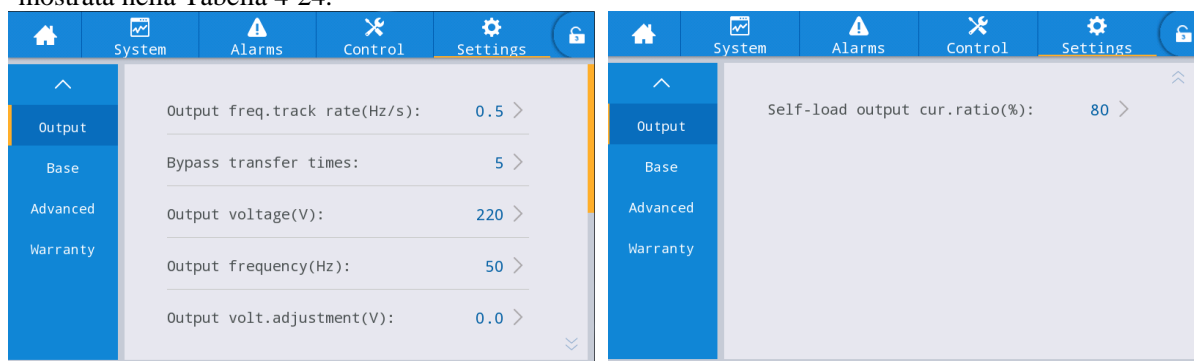 mostrata nella Tabella 4-24.
System Alarms Control Settings
Output
Base
Advanced
Warranty
Output freq.track rate(Hz/s): 0.5 >
Bypass transfer times: 5 >
Output voltage(V): 220 >
Output frequency(Hz): 50 >
Output volt.adjustment(V): 0.0 >
System Alarms Control Settings
Output
Base
Advanced
Warranty
Self-load output cur.ratio(%): 80 >